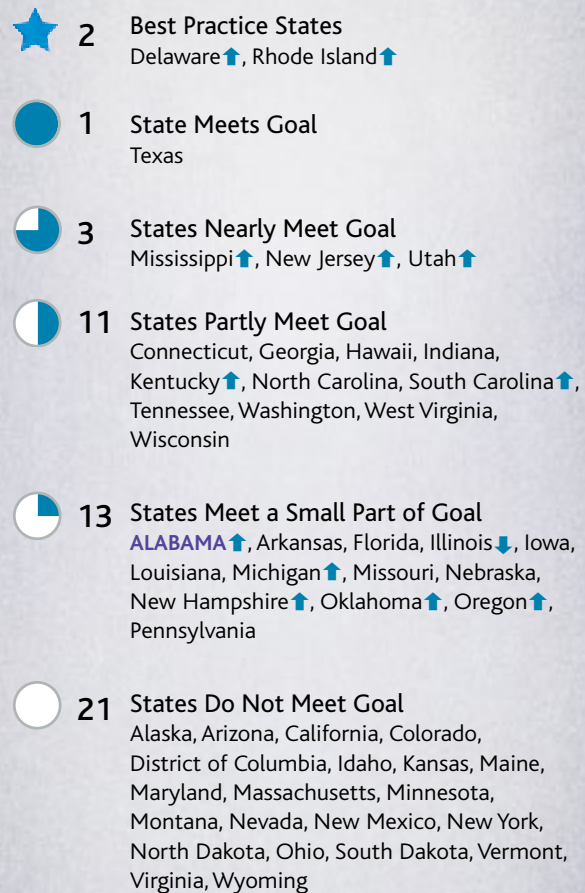 2 Best Practice States
Delaware⬆, Rhode Island⬆
1 State Meets Goal
Texas
3 States Nearly Meet Goal
Mississippi⬆, New Jersey⬆, Utah⬆
11 States Partly Meet Goal
Connecticut, Georgia, Hawaii, Indiana,
Kentucky⬆, North Carolina, South Carolina⬆,
Tennessee, Washington, West Virginia,
Wisconsin
13 States Meet a Small Part of Goal
ALABAMA⬆, Arkansas, Florida, Illinois⬇, Iowa,
Louisiana, Michigan⬆, Missouri, Nebraska,
New Hampshire⬆, Oklahoma⬆, Oregon⬆,
Pennsylvania
21 States Do Not Meet Goal
Alaska, Arizona, California, Colorado,
District of Columbia, Idaho, Kansas, Maine,
Maryland, Massachusetts, Minnesota,
Montana, Nevada, New Mexico, New York,
North Dakota, Ohio, South Dakota, Vermont,
Virginia, Wyoming